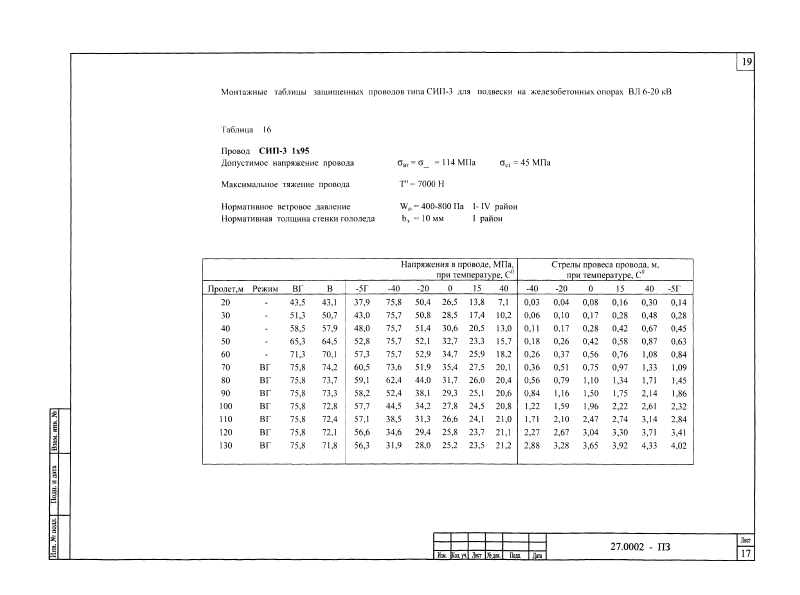 19
Монтажные таблицы защищенных проводов типа СИП-3 для подвески на железобетонных опорах ВЛ 6-20 кВ
Таблица 16
Провод СИП-3 1х95
Допустимое напряжение провода σвг = σ_ = 114 МПа σсг = 45 МПа
Максимальное тяжение провода Тн = 7000 Н
Нормативное ветровое давление W₀ = 400-800 Па I- IV район
Нормативная толщина стенки гололеда bэ = 10 мм I район
Напряжения в проводе, МПа, Стрелы провеса провода, м,
при температуре, С⁰ при температуре, С⁰
Пролет,м Режим ВГ В -5Г -40 -20 0 15 40 -40 -20 0 15 40 -5Г
20 - 43,5 43,1 37,9 75,8 50,4 26,5 13,8 7,1 0,03 0,04 0,08 0,16 0,30 0,14
30 - 51,3 50,7 43,0 75,7 50,8 28,5 17,4 10,2 0,06 0,10 0,17 0,28 0,48 0,28
40 - 58,5 57,9 48,0 75,7 51,4 30,6 20,5 13,0 0,11 0,17 0,28 0,42 0,67 0,45
50 - 65,3 64,5 52,8 75,7 52,1 32,7 23,3 15,7 0,18 0,26 0,42 0,58 0,87 0,63
60 - 71,3 70,1 57,3 75,7 52,9 34,7 25,9 18,2 0,26 0,37 0,56 0,76 1,08 0,84
70 ВГ 75,8 74,2 60,5 73,6 51,9 35,4 27,5 20,1 0,36 0,51 0,75 0,97 1,33 1,09
80 ВГ 75,8 73,7 59,1 62,4 44,0 31,7 26,0 20,4 0,56 0,79 1,10 1,34 1,71 1,45
90 ВГ 75,8 73,3 58,2 52,4 38,1 29,3 25,1 20,6 0,84 1,16 1,50 1,75 2,14 1,86
100 ВГ 75,8 72,8 57,7 44,5 34,2 27,8 24,5 20,8 1,22 1,59 1,96 2,22 2,61 2,32
110 ВГ 75,8 72,4 57,1 38,5 31,3 26,6 24,1 21,0 1,71 2,10 2,47 2,74 3,14 2,84
120 ВГ 75,8 72,1 56,6 34,6 29,4 25,8 23,7 21,1 2,27 2,67 3,04 3,30 3,71 3,41
130 ВГ 75,8 71,8 56,3 31,9 28,0 25,2 23,5 21,2 2,88 3,28 3,65 3,92 4,33 4,02
Взам. инв. №
Подп. и дата
Инв. № подл.
Изм. Кол. уч. Лист № док. Подп. Дата
27.0002 - ПЗ
Лист
17